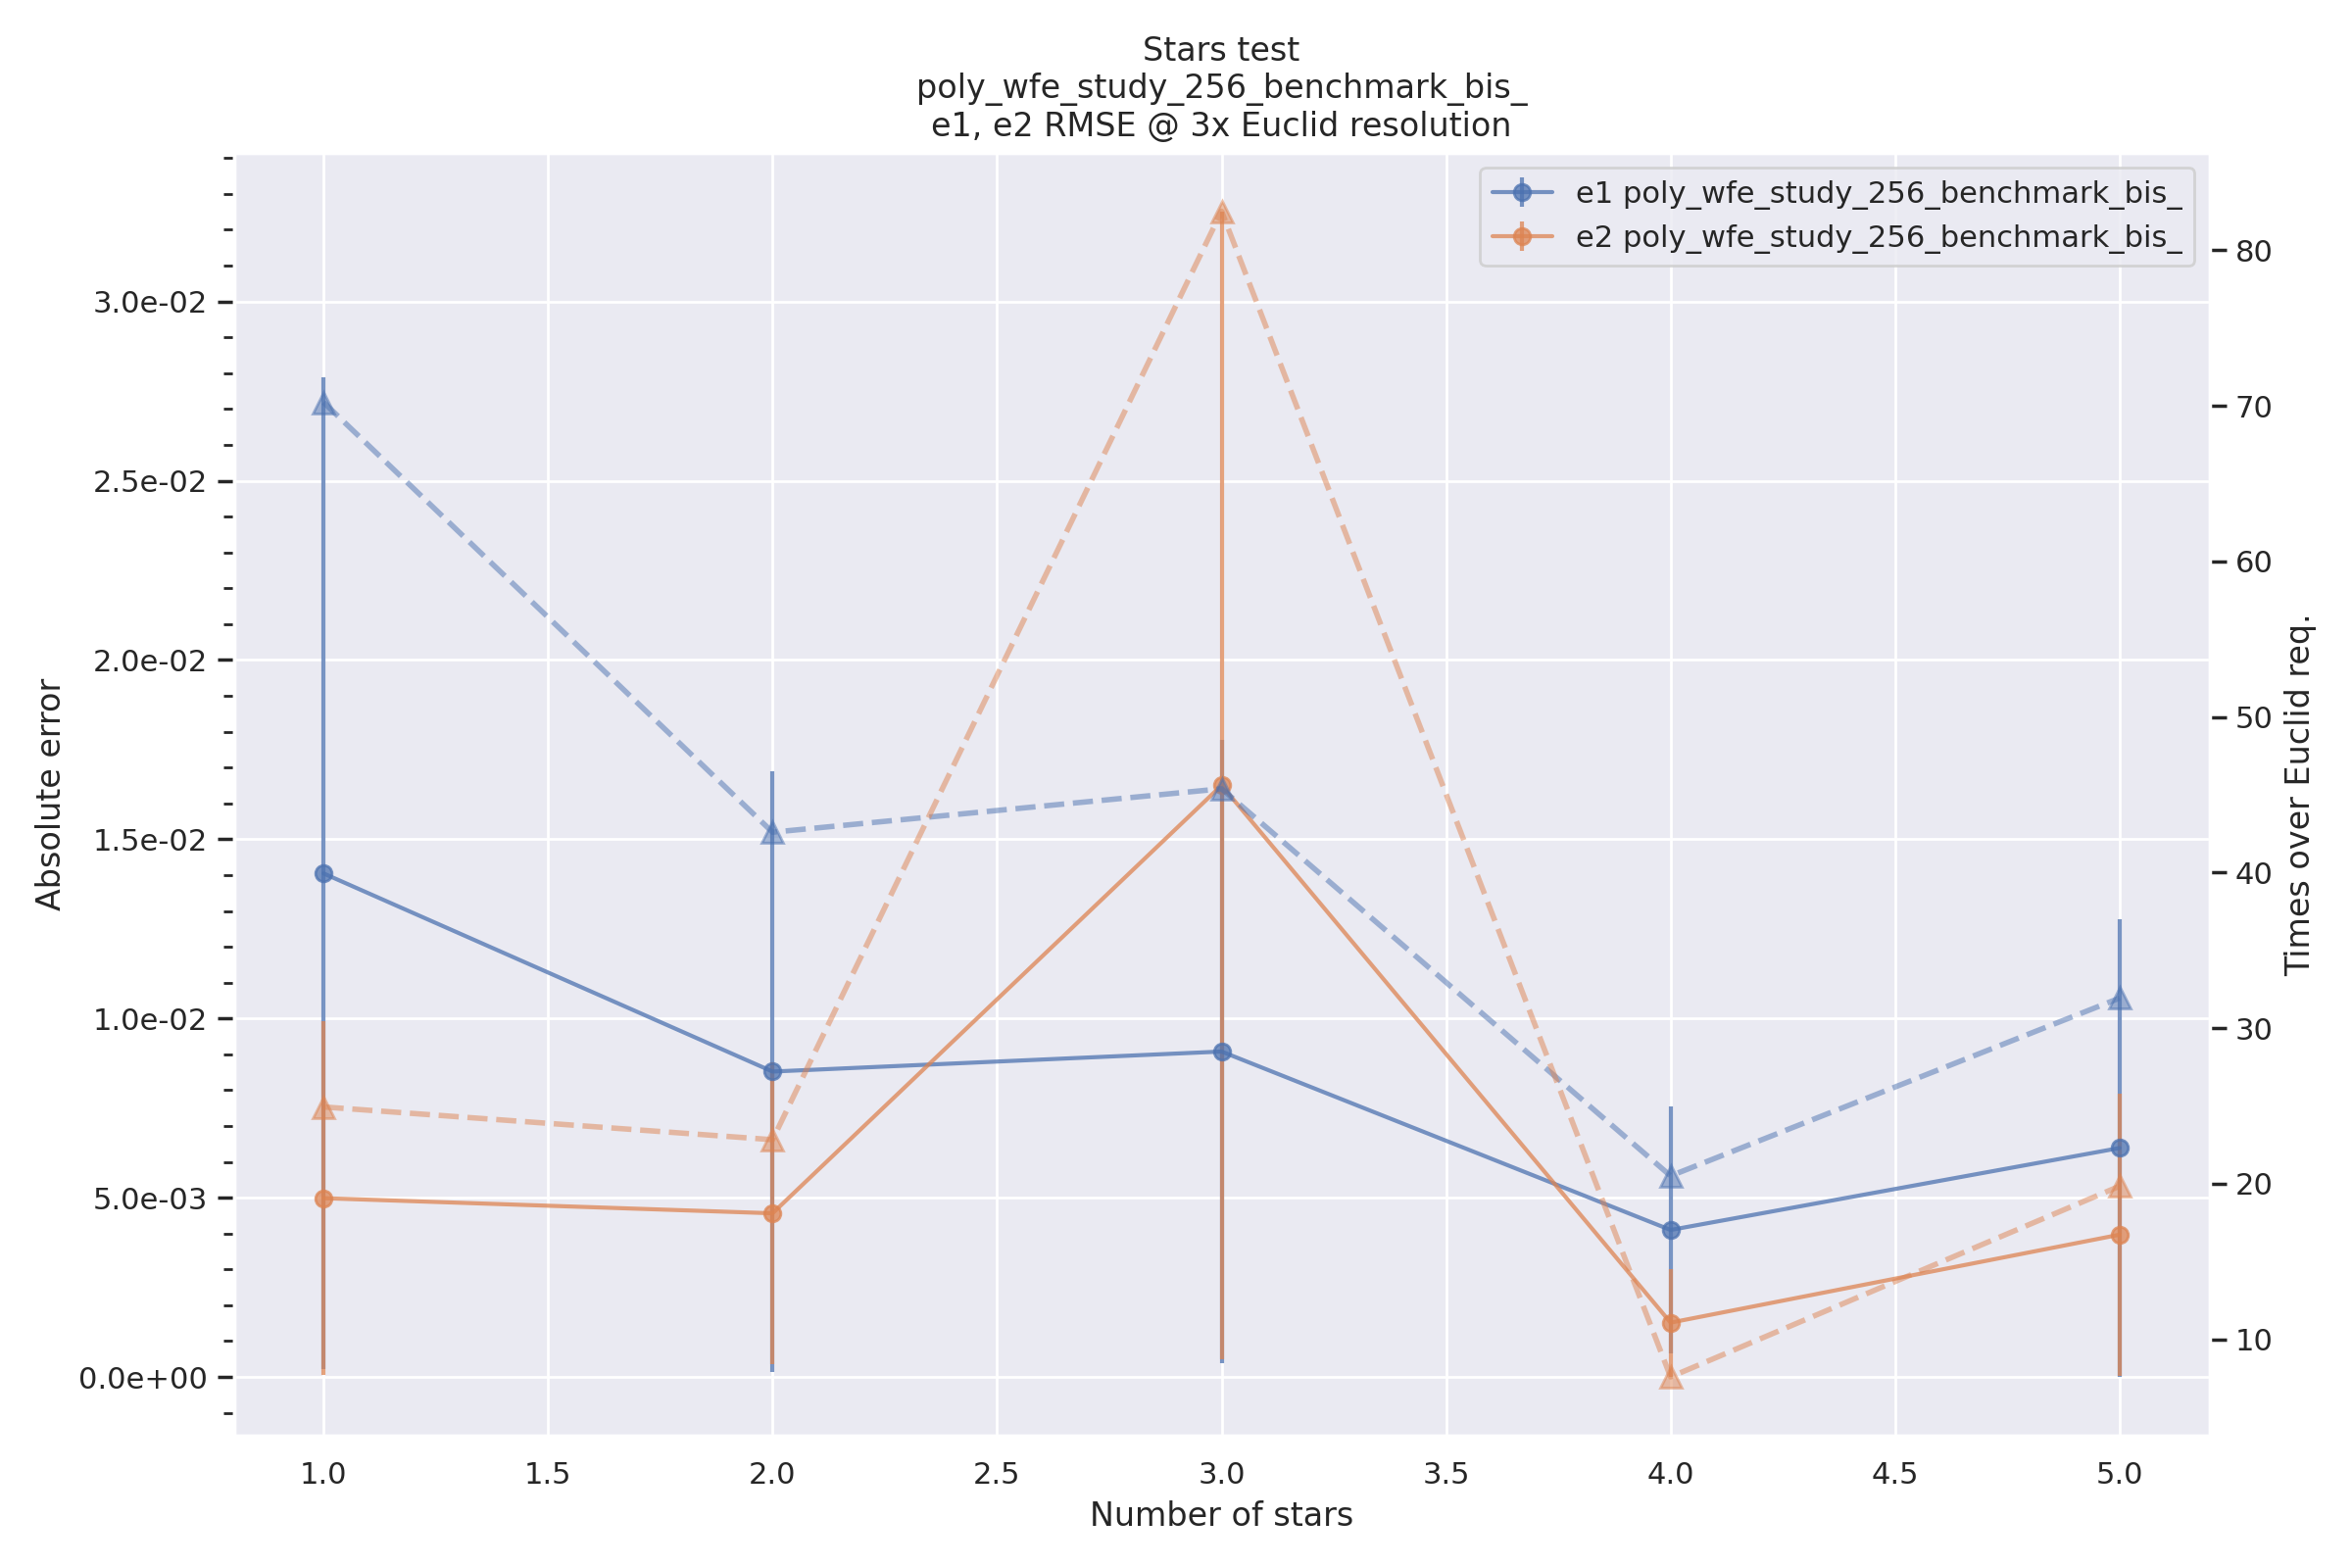 Stars test
poly_wfe_study_256_benchmark_bis_
e1, e2 RMSE @ 3x Euclid resolution
e1 poly_wfe_study_256_benchmark_bis_
e2 poly_wfe_study_256_benchmark_bis_
Absolute error
3.0e-02
2.5e-02
2.0e-02
1.5e-02
1.0e-02
5.0e-03
0.0e+00
80
70
60
50
40
30
20
10
Times over Euclid req.
1.0 1.5 2.0 2.5 3.0 3.5 4.0 4.5 5.0
Number of stars